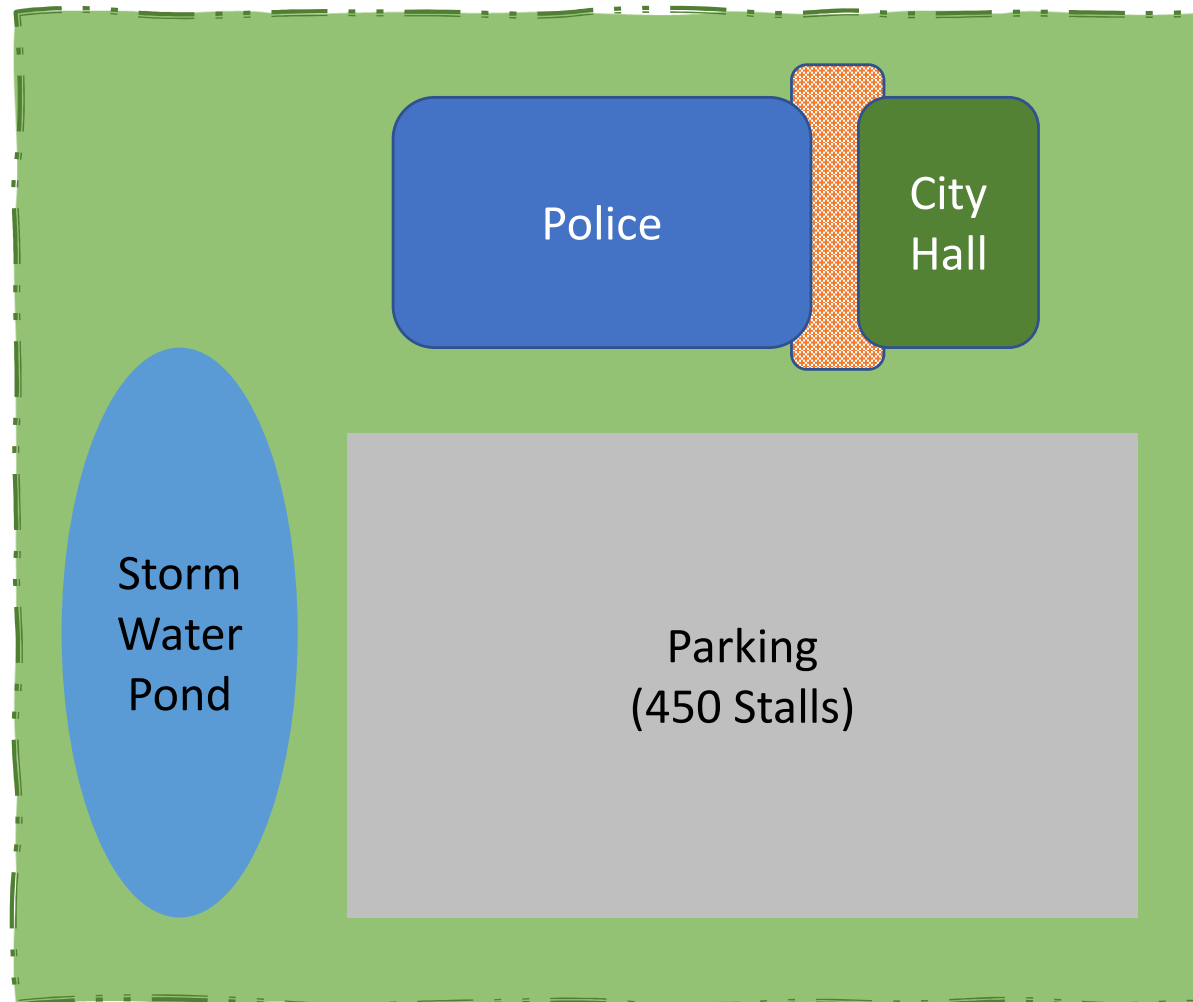 Police
City
Hall
Storm
Water
Pond
Parking
(450 Stalls)